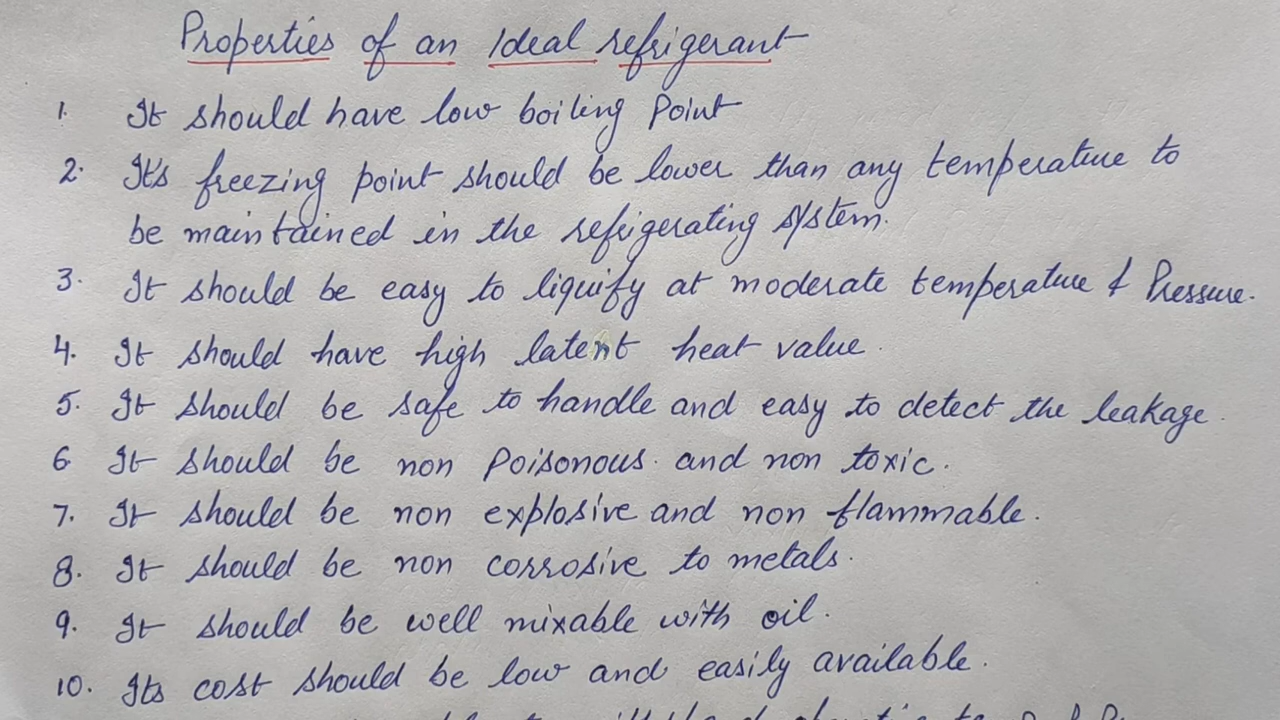 Properties of an Ideal refrigerant
1. It should have low boiling Point
2. It's freezing point should be lower than any temperature to
be maintained in the refrigerating system.
3. It should be easy to liquify at moderate temperature & Pressure.
4. It should have high latent heat value.
5. It should be safe to handle and easy to detect the leakage.
6 It should be non poisonous and non toxic.
7. It should be non explosive and non flammable.
8. It should be non corrosive to metals.
9. It should be well mixable with oil.
10. Its cost should be low and easily available.